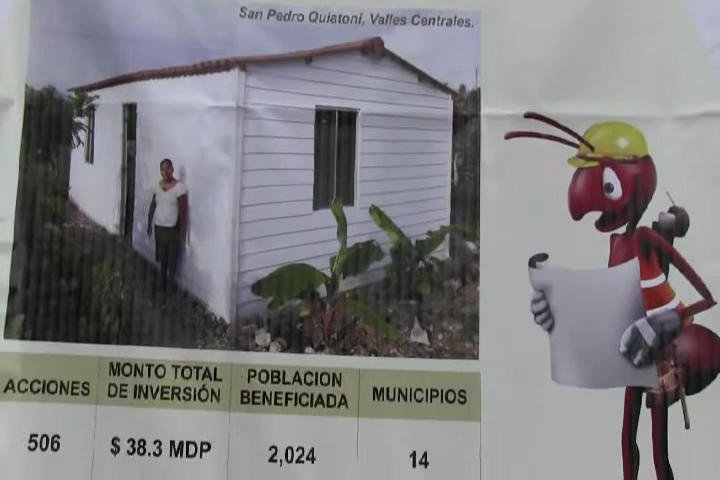 San Pedro Quiatoni, Valles Centrales.
ACCIONES
MONTO TOTAL
DE INVERSIÓN
POBLACION
BENEFICIADA
MUNICIPIOS
506
$ 38.3 MDP
2,024
14